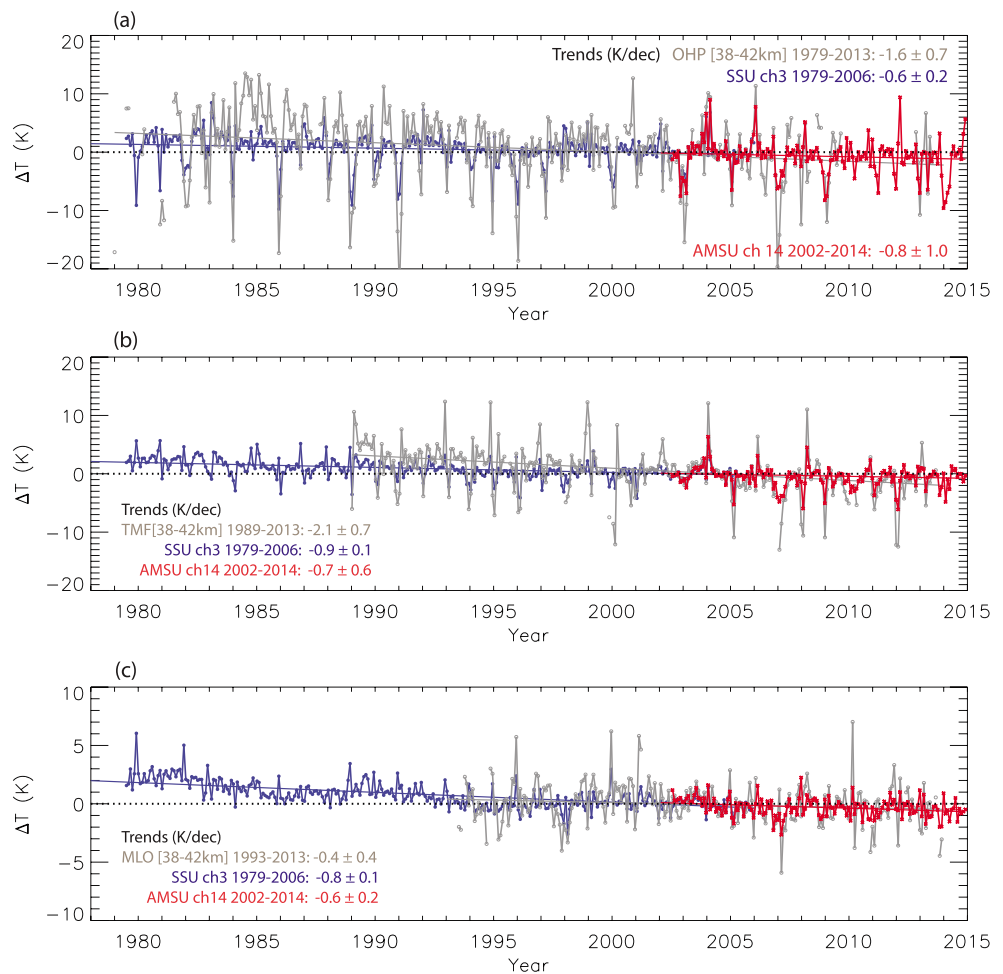 (a)
20
10
0
−10
−20
ΔT (K)
Trends (K/dec) OHP [38-42km] 1979-2013: -1.6 ± 0.7
SSU ch3 1979-2006: -0.6 ± 0.2
AMSU ch 14 2002-2014: -0.8 ± 1.0
1980 1985 1990 1995 2000 2005 2010 2015
Year
(b)
20
10
0
−10
−20
ΔT (K)
Trends (K/dec)
TMF[38-42km] 1989-2013: -2.1 ± 0.7
SSU ch3 1979-2006: -0.9 ± 0.1
AMSU ch14 2002-2014: -0.7 ± 0.6
1980 1985 1990 1995 2000 2005 2010 2015
Year
(c)
10
5
0
−5
−10
ΔT (K)
Trends (K/dec)
MLO [38-42km] 1993-2013: -0.4 ± 0.4
SSU ch3 1979-2006: -0.8 ± 0.1
AMSU ch14 2002-2014: -0.6 ± 0.2
1980 1985 1990 1995 2000 2005 2010 2015
Year